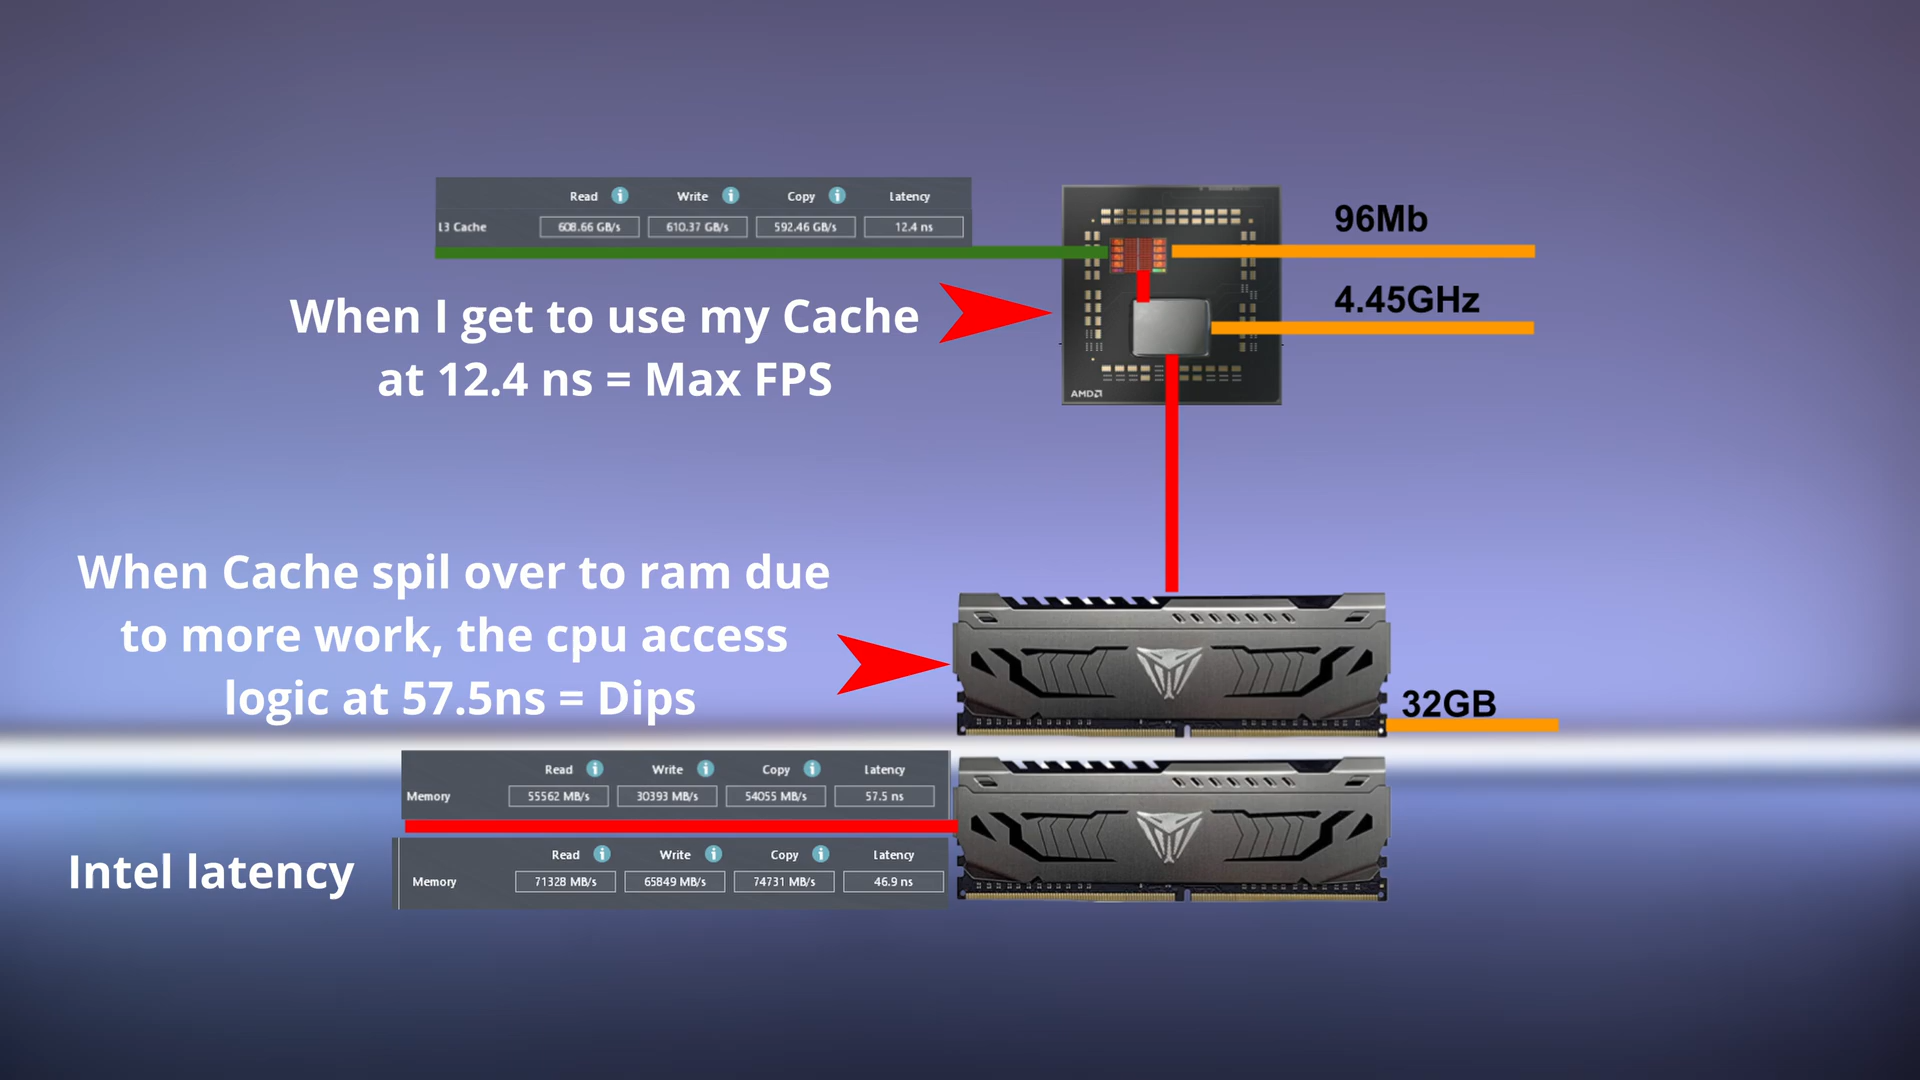 Read Write Copy Latency
L3 Cache 608.66 GB/s 610.37 GB/s 592.46 GB/s 12.4 ns
96Mb
4.45GHz
When I get to use my Cache
at 12.4 ns = Max FPS
AMD
When Cache spil over to ram due
to more work, the cpu access
logic at 57.5ns = Dips
32GB
Read Write Copy Latency
Memory 55562 MB/s 30393 MB/s 54055 MB/s 57.5 ns
Intel latency
Read Write Copy Latency
Memory 71328 MB/s 65849 MB/s 74731 MB/s 46.9 ns